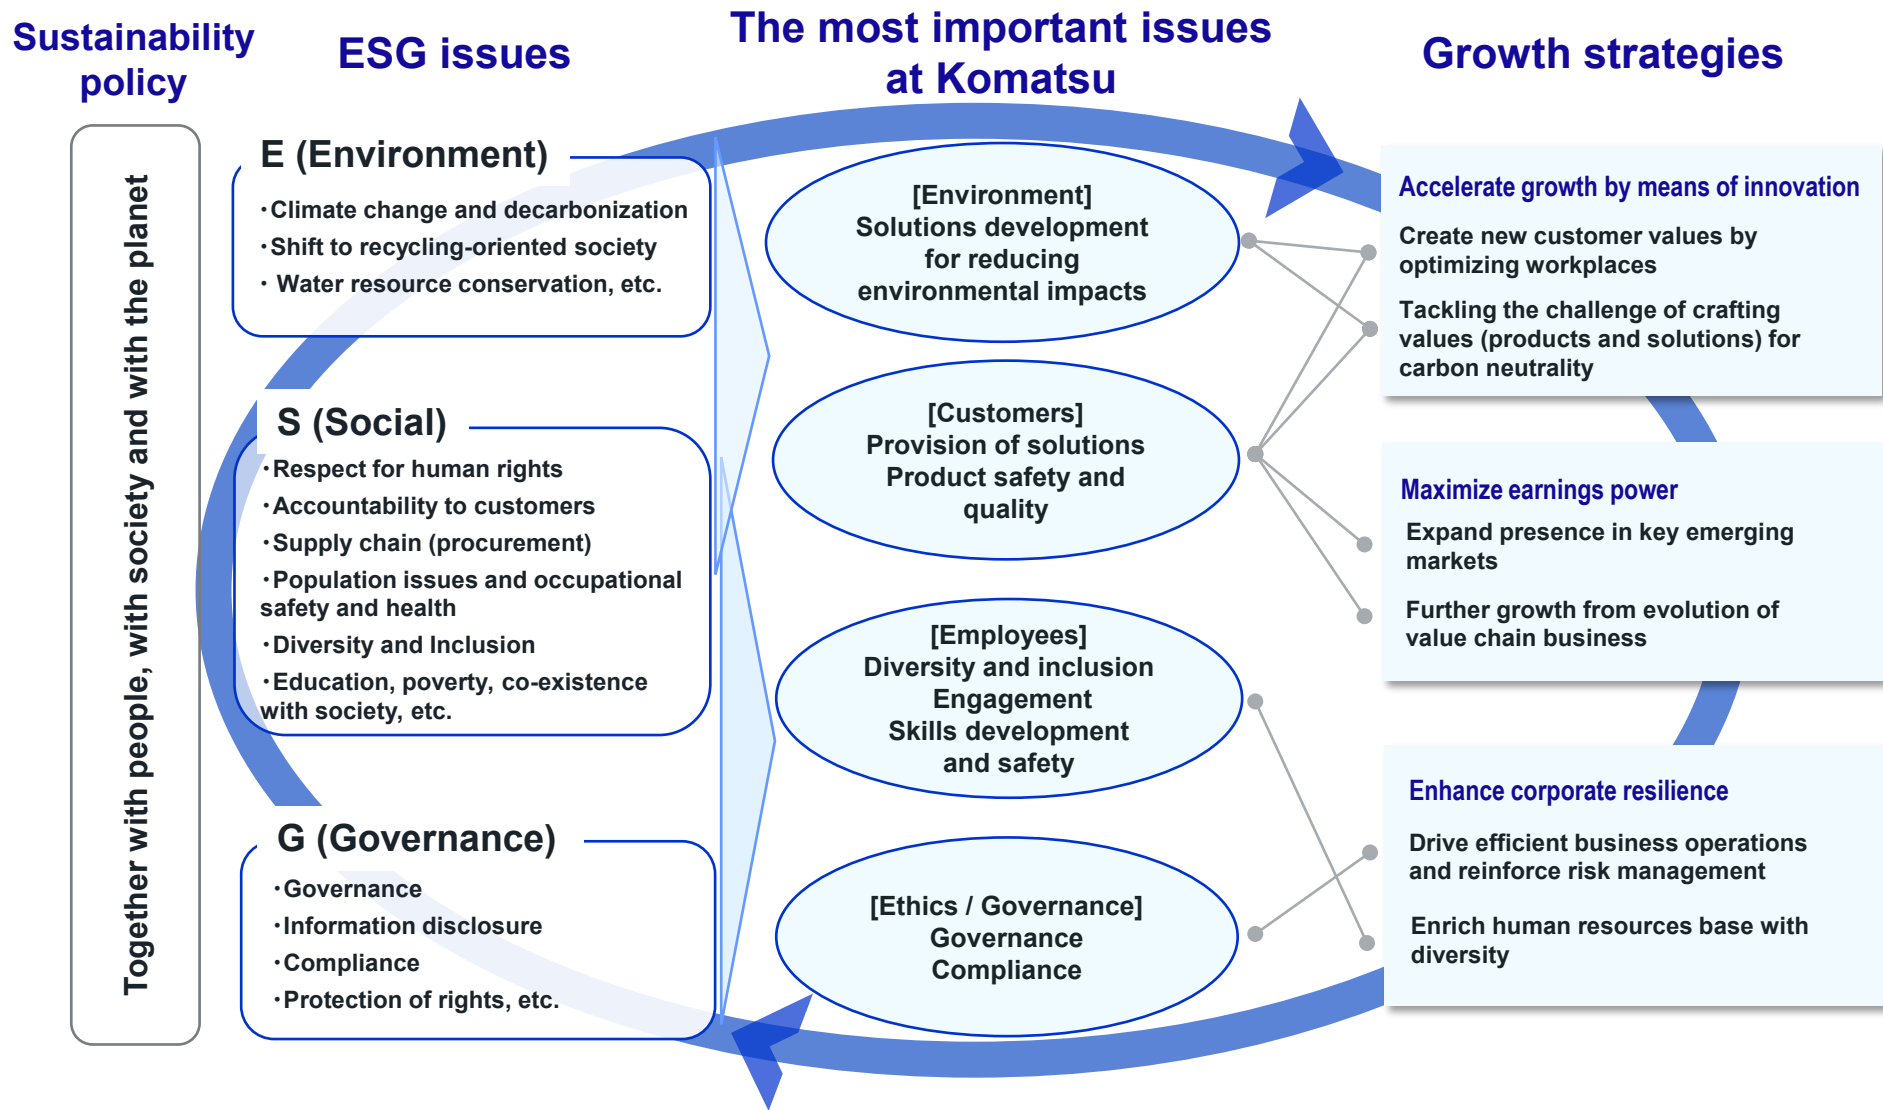 Sustainability
policy
ESG issues
The most important issues
at Komatsu
Growth strategies
Together with people, with society and with the planet
E (Environment)
・Climate change and decarbonization
・Shift to recycling-oriented society
・ Water resource conservation, etc.
S (Social)
・Respect for human rights
・Accountability to customers
・Supply chain (procurement)
・Population issues and occupational
safety and health
・Diversity and Inclusion
・Education, poverty, co-existence
with society, etc.
G (Governance)
・Governance
・Information disclosure
・Compliance
・Protection of rights, etc.
[Environment]
Solutions development
for reducing
environmental impacts
[Customers]
Provision of solutions
Product safety and
quality
[Employees]
Diversity and inclusion
Engagement
Skills development
and safety
[Ethics / Governance]
Governance
Compliance
Accelerate growth by means of innovation
Create new customer values by
optimizing workplaces
Tackling the challenge of crafting
values (products and solutions) for
carbon neutrality
Maximize earnings power
Expand presence in key emerging
markets
Further growth from evolution of
value chain business
Enhance corporate resilience
Drive efficient business operations
and reinforce risk management
Enrich human resources base with
diversity